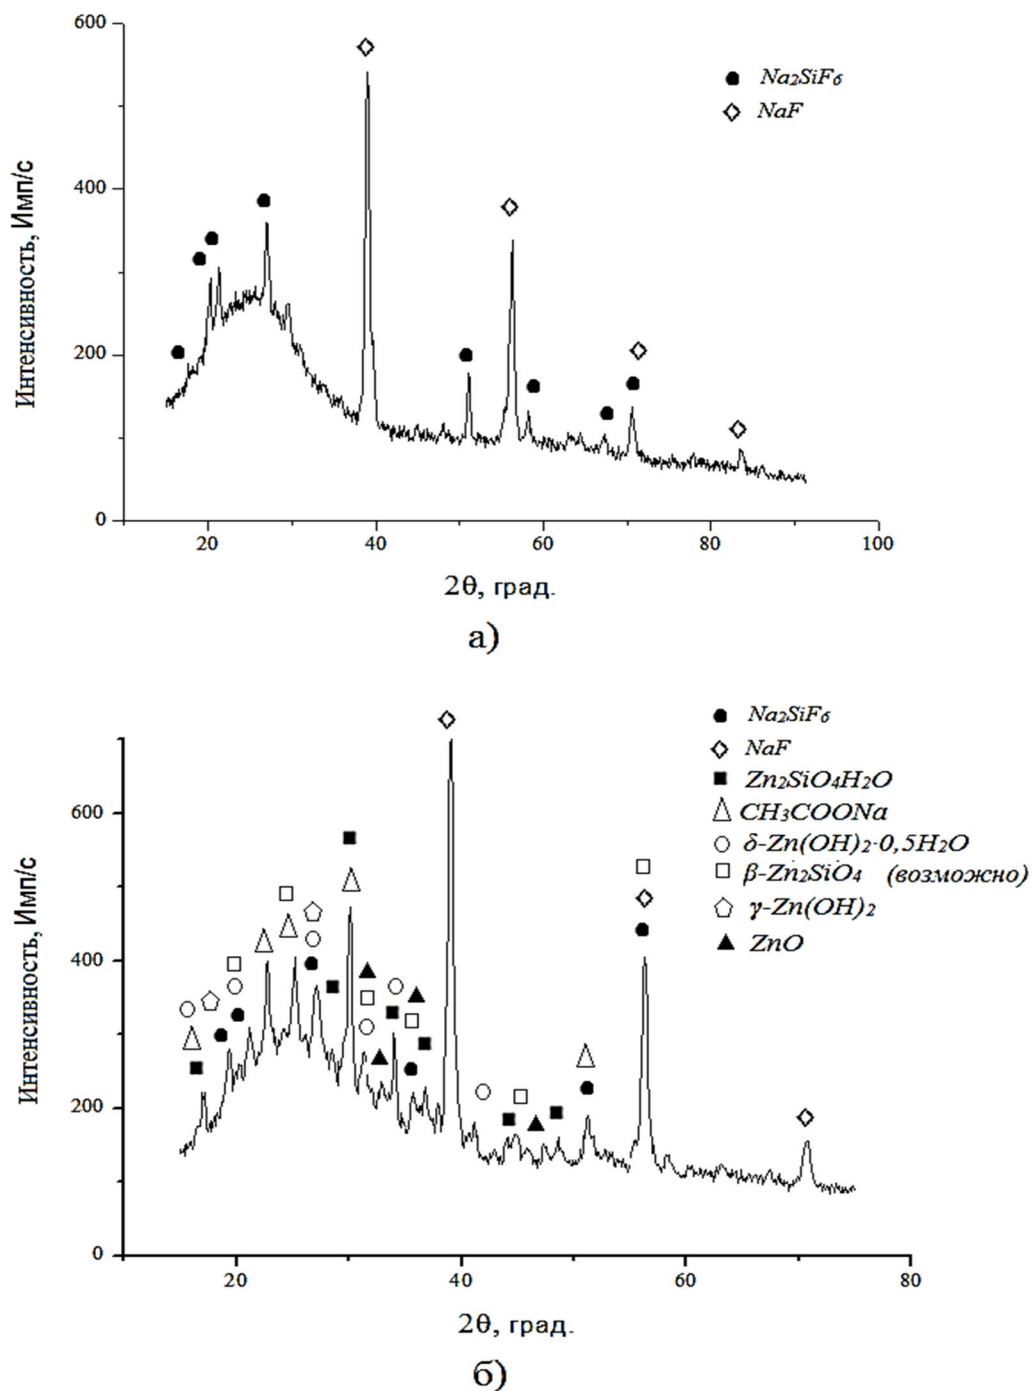 600
400
200
0
Интенсивность, Имп/с
Na₂SiF₆
NaF
20 40 60 80 100
2θ, град.
а)
600
400
200
0
Интенсивность, Имп/с
Na₂SiF₆
NaF
Zn₂SiO₄H₂O
CH₃COONa
δ-Zn(OH)₂·0,5H₂O
β-Zn₂SiO₄ (возможно)
γ-Zn(OH)₂
ZnO
20 40 60 80
2θ, град.
б)